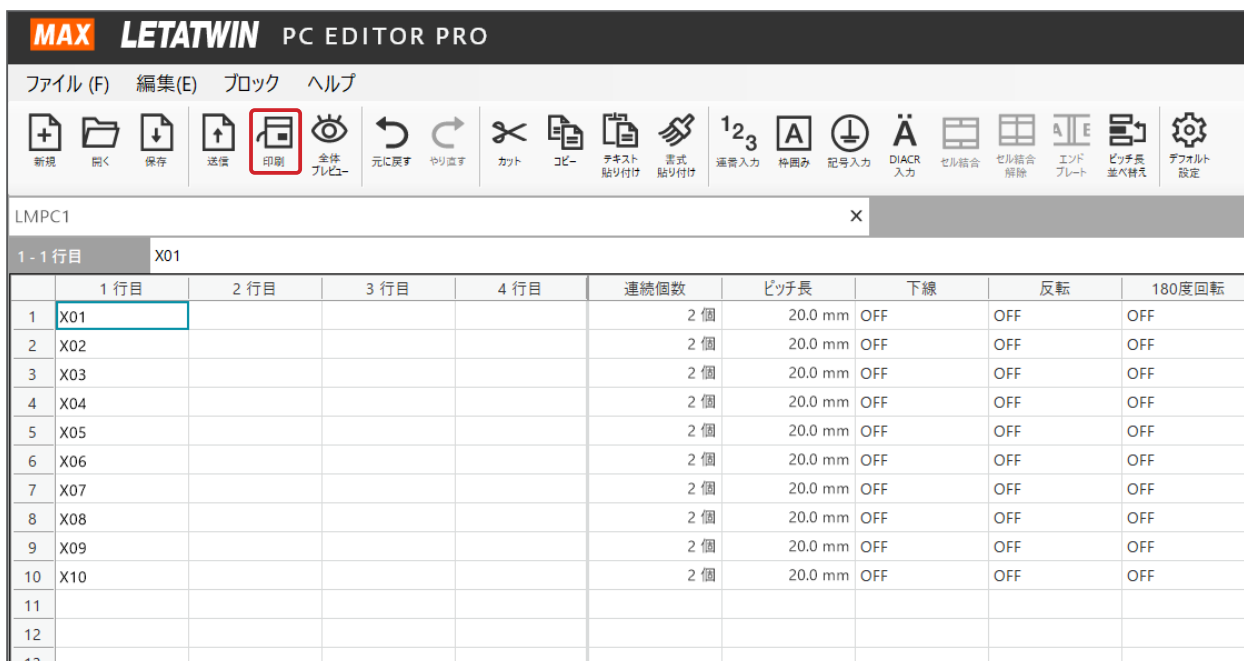 MAX LETATWIN PC EDITOR PRO
ファイル (F) 編集(E) ブロック ヘルプ
新規 開く 保存 送信 印刷 全体プレビュー 元に戻す やり直す カット コピー テキスト貼り付け 書式貼り付け 連番入力 枠囲み 記号入力 DIACR入力 セル結合 セル結合解除 エンドプレート ピッチ長並べ替え デフォルト設定
LMPC1 ×
1 - 1 行目 X01
1 行目 2 行目 3 行目 4 行目 連続個数 ピッチ長 下線 反転 180度回転
1 X01 2 個 20.0 mm OFF OFF OFF
2 X02 2 個 20.0 mm OFF OFF OFF
3 X03 2 個 20.0 mm OFF OFF OFF
4 X04 2 個 20.0 mm OFF OFF OFF
5 X05 2 個 20.0 mm OFF OFF OFF
6 X06 2 個 20.0 mm OFF OFF OFF
7 X07 2 個 20.0 mm OFF OFF OFF
8 X08 2 個 20.0 mm OFF OFF OFF
9 X09 2 個 20.0 mm OFF OFF OFF
10 X10 2 個 20.0 mm OFF OFF OFF
11
12